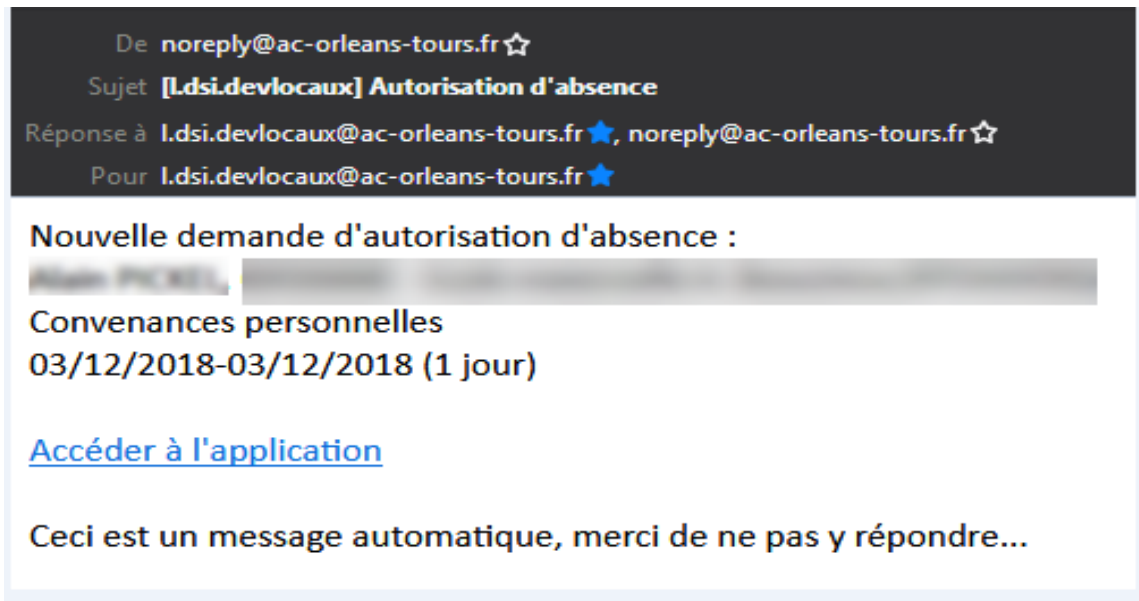 De noreply@ac-orleans-tours.fr
Sujet [l.dsi.devlocaux] Autorisation d'absence
Réponse à l.dsi.devlocaux@ac-orleans-tours.fr, noreply@ac-orleans-tours.fr
Pour l.dsi.devlocaux@ac-orleans-tours.fr
Nouvelle demande d'autorisation d'absence :
Convenances personnelles
03/12/2018-03/12/2018 (1 jour)
Accéder à l'application
Ceci est un message automatique, merci de ne pas y répondre...